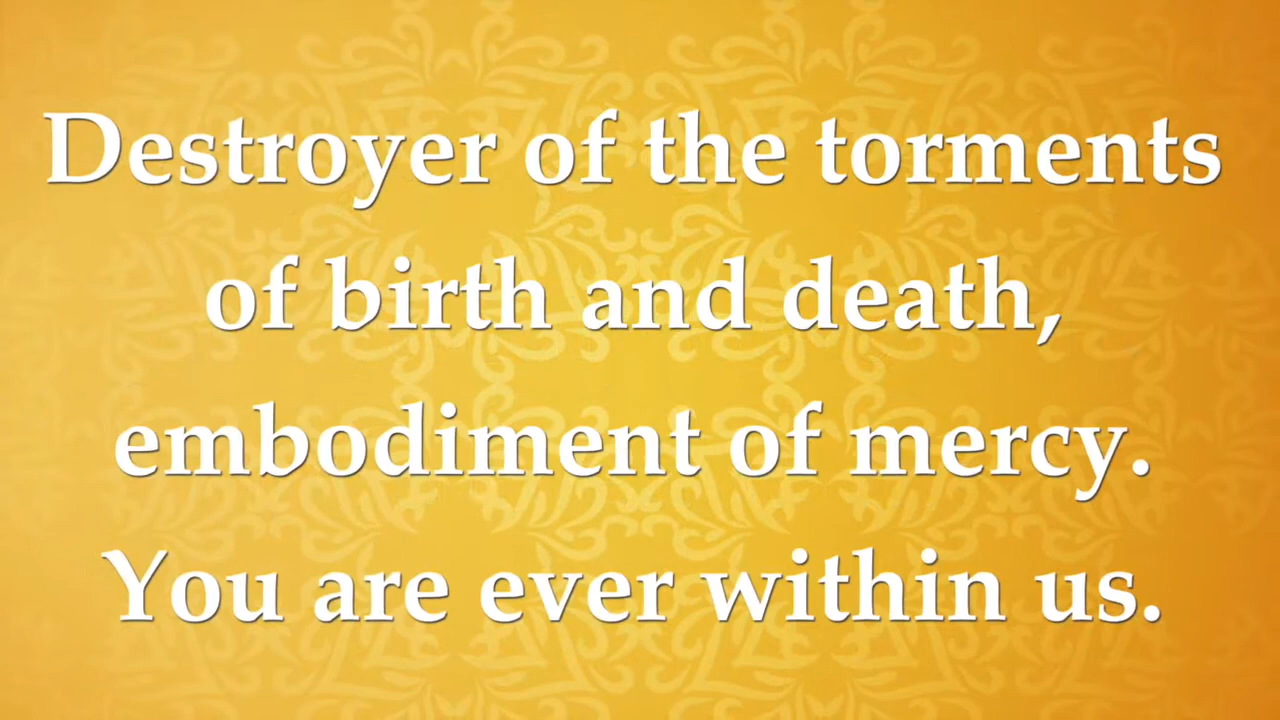 Destroyer of the torments
of birth and death,
embodiment of mercy.
You are ever within us.